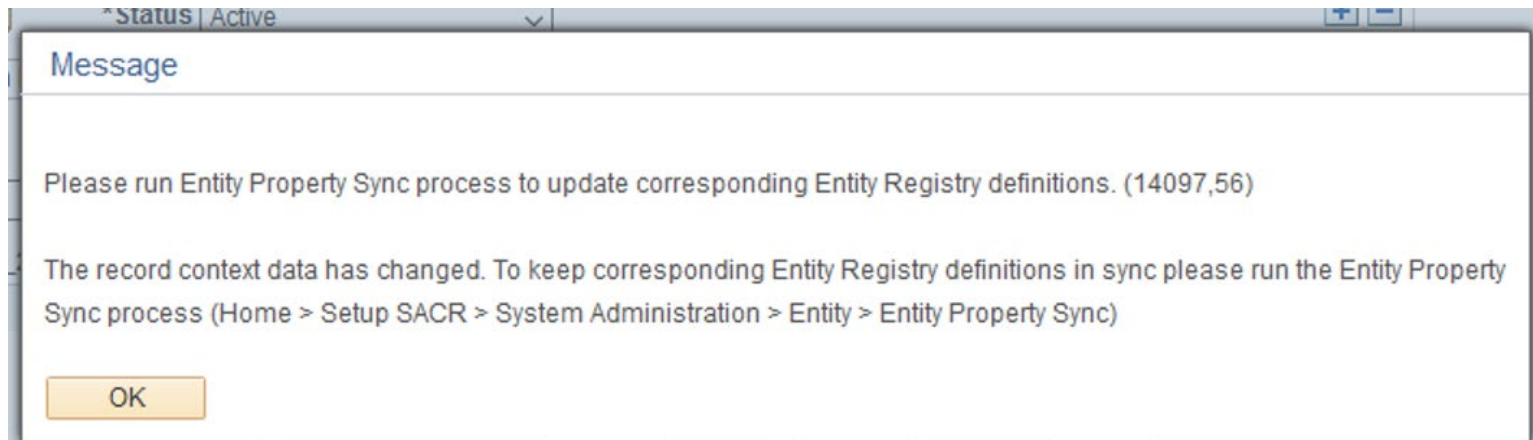 *Status Active
Message
Please run Entity Property Sync process to update corresponding Entity Registry definitions. (14097,56)
The record context data has changed. To keep corresponding Entity Registry definitions in sync please run the Entity Property
Sync process (Home > Setup SACR > System Administration > Entity > Entity Property Sync)
OK